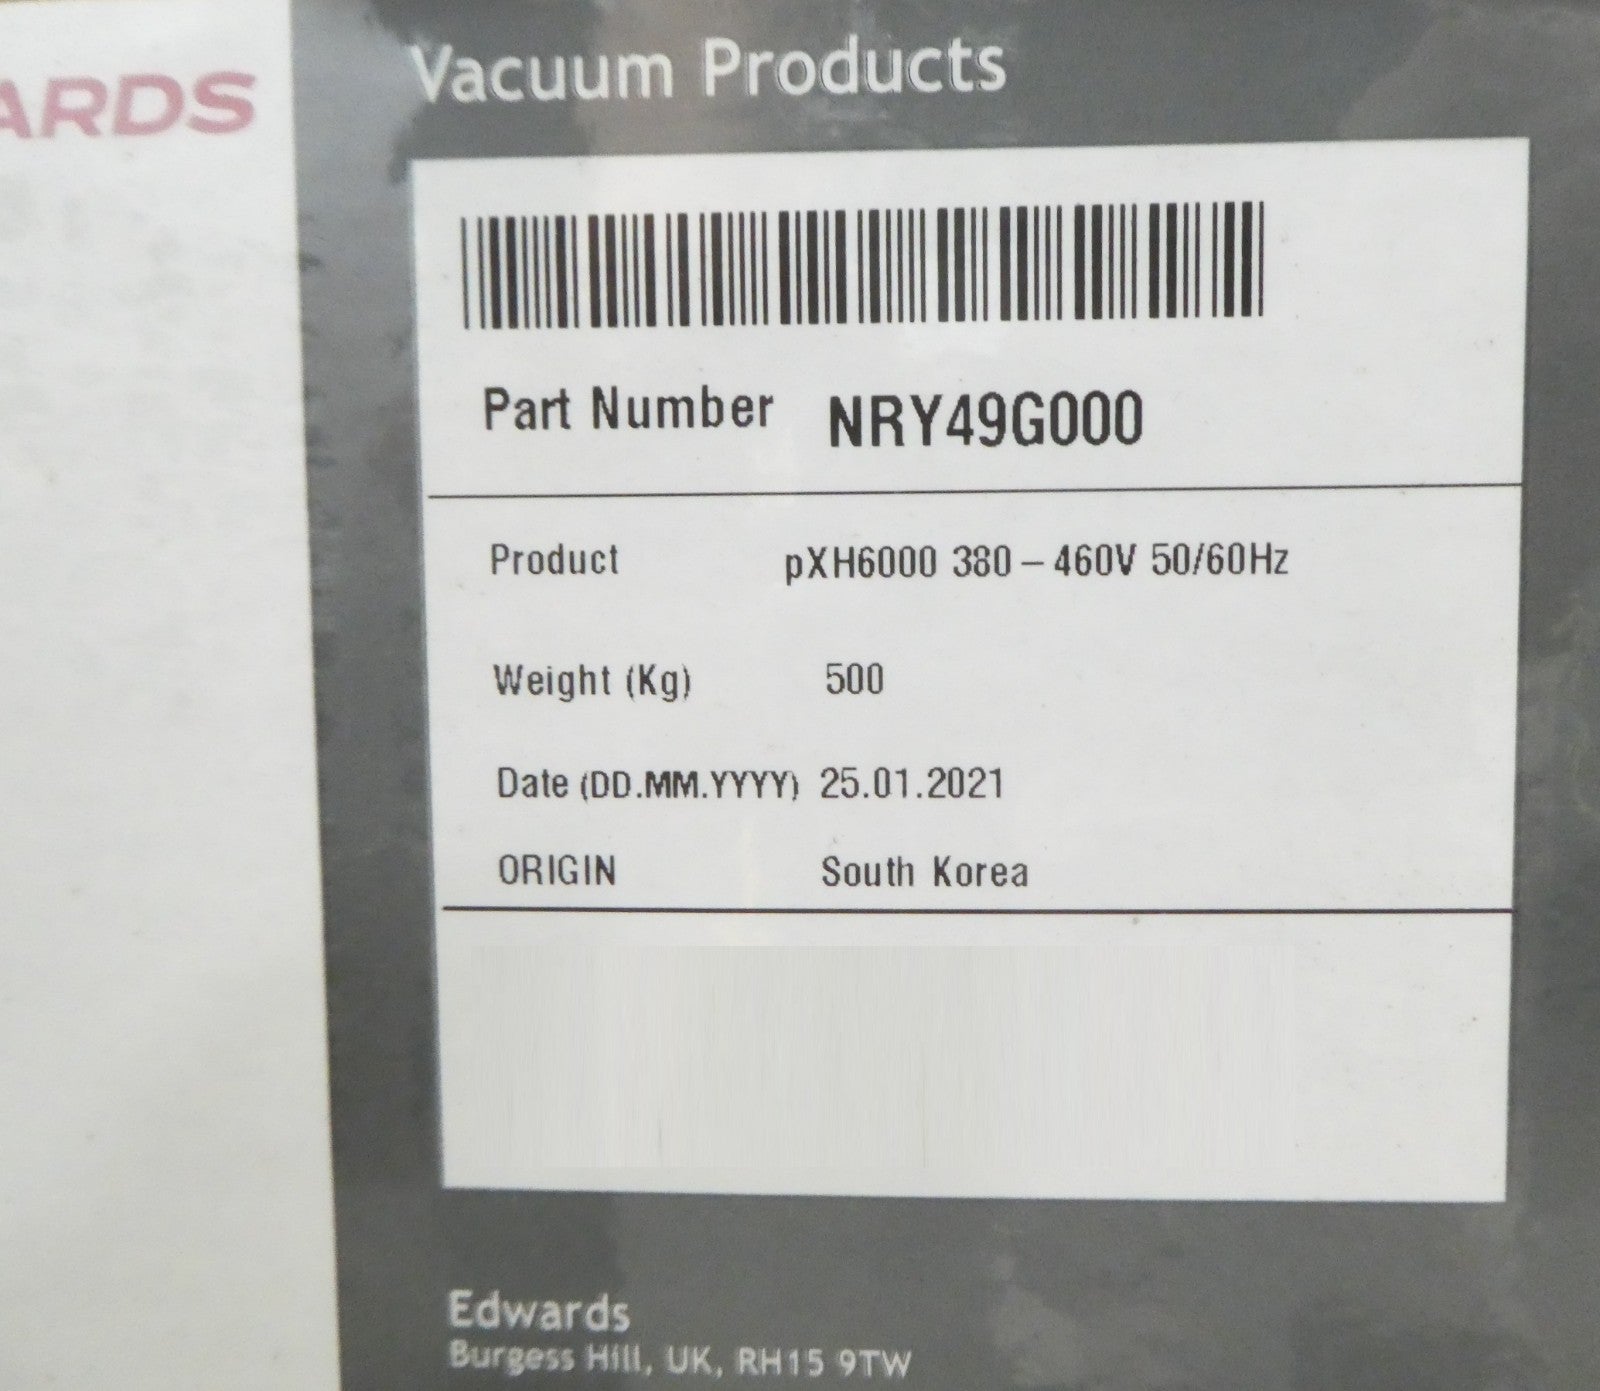 ARDS
Vacuum Products
Part Number NRY49G000
Product pXH6000 380 – 460V 50/60Hz
Weight (Kg) 500
Date (DD.MM.YYYY) 25.01.2021
ORIGIN South Korea
Edwards
Burgess Hill, UK, RH15 9TW